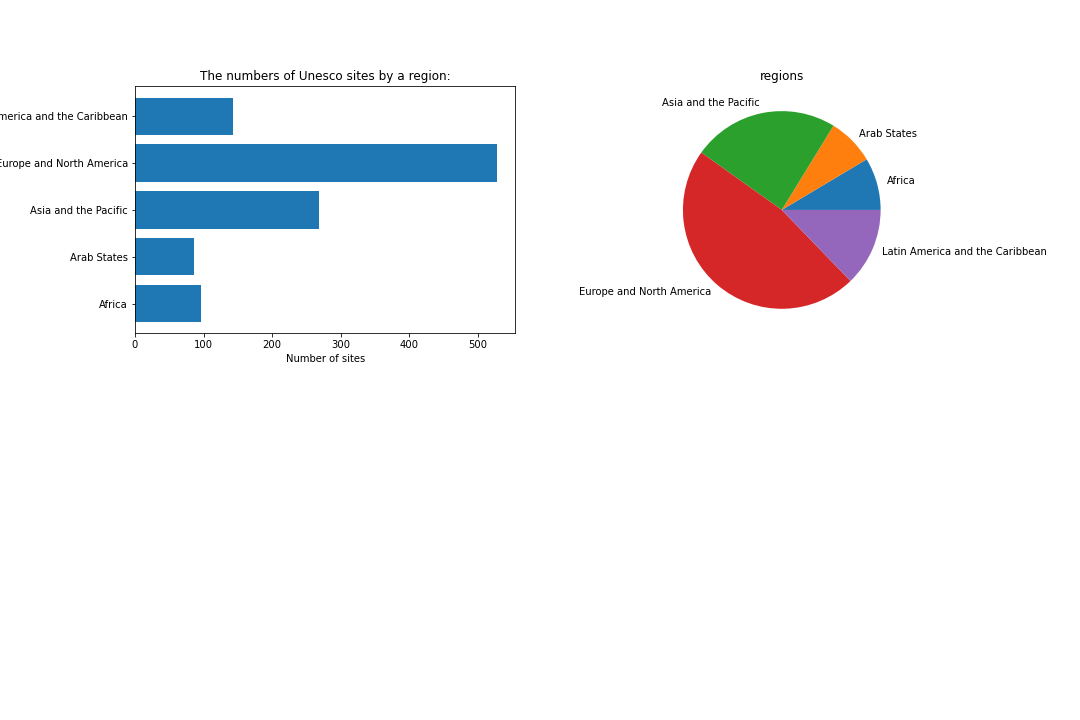 The numbers of Unesco sites by a region:
merica and the Caribbean
Europe and North America
Asia and the Pacific
Arab States
Africa
0 100 200 300 400 500
Number of sites
regions
Asia and the Pacific
Arab States
Africa
Latin America and the Caribbean
Europe and North America